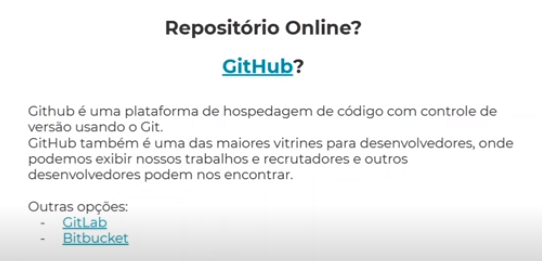 Repositório Online?
GitHub?
Github é uma plataforma de hospedagem de código com controle de
versão usando o Git.
GitHub também é uma das maiores vitrines para desenvolvedores, onde
podemos exibir nossos trabalhos e recrutadores e outros
desenvolvedores podem nos encontrar.
Outras opções:
- GitLab
- Bitbucket